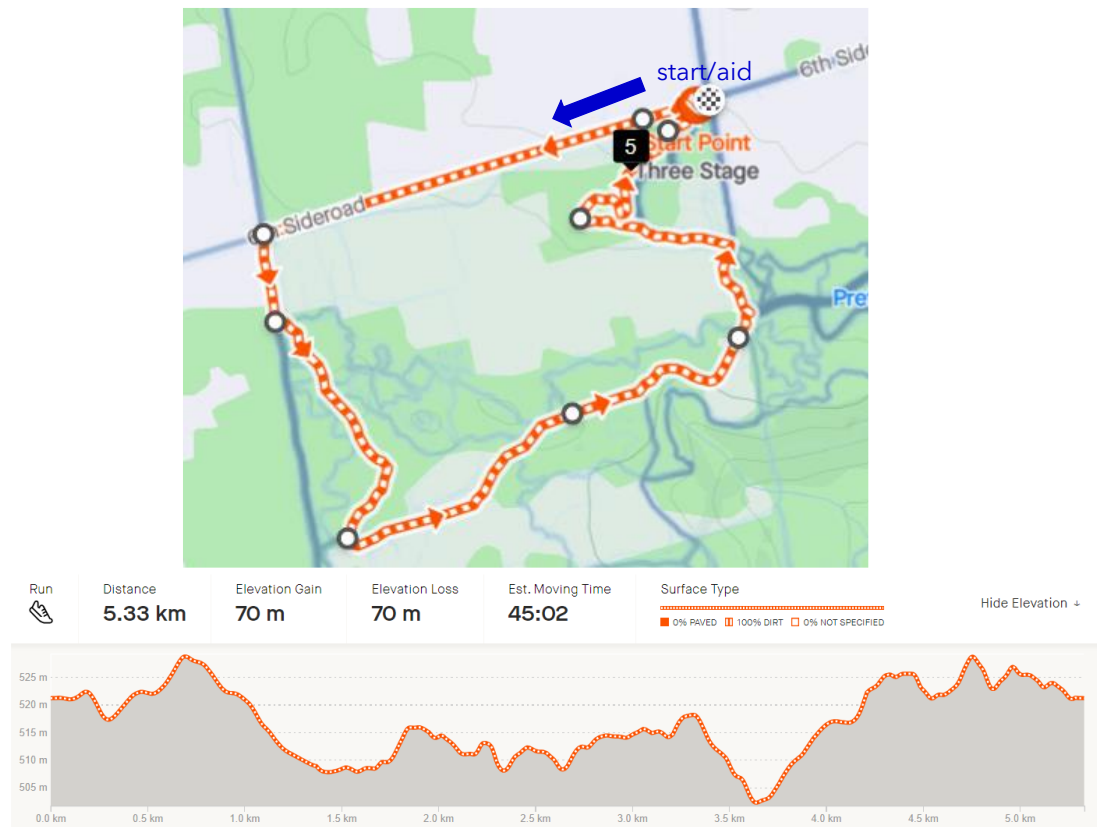 start/aid
6th Side
Start Point
5
Three Stage
Sideroad
Pre
Run
Distance
Elevation Gain
Elevation Loss
Est. Moving Time
Surface Type
5.33 km
70 m
70 m
45:02
0% PAVED
100% DIRT
0% NOT SPECIFIED
Hide Elevation ↓
525 m
520 m
515 m
510 m
505 m
0.0 km
0.5 km
1.0 km
1.5 km
2.0 km
2.5 km
3.0 km
3.5 km
4.0 km
4.5 km
5.0 km